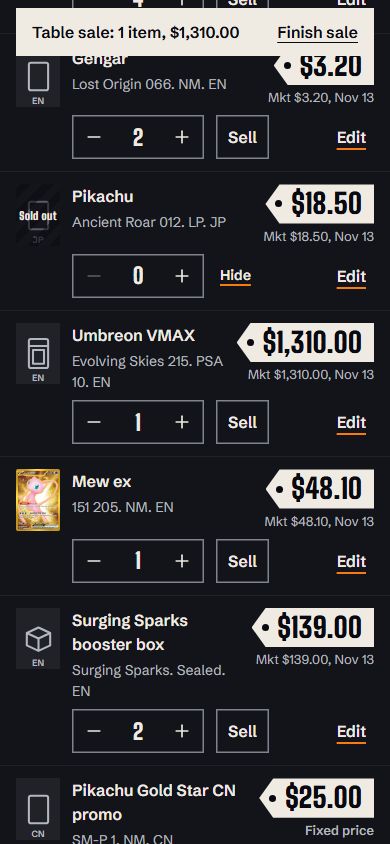 Sell
Table sale: 1 item, $1,310.00
Finish sale
Gengar
$3.20
EN
Lost Origin 066. NM. EN
Mkt $3.20, Nov 13
2
Sell
Edit
Sold out
JP
Pikachu
$18.50
Ancient Roar 012. LP. JP
Mkt $18.50, Nov 13
0
Hide
Edit
EN
Umbreon VMAX
$1,310.00
Evolving Skies 215. PSA
10. EN
Mkt $1,310.00, Nov 13
1
Sell
Edit
Mew ex
$48.10
151 205. NM. EN
Mkt $48.10, Nov 13
1
Sell
Edit
EN
Surging Sparks
booster box
$139.00
Surging Sparks. Sealed.
EN
Mkt $139.00, Nov 13
2
Sell
Edit
CN
Pikachu Gold Star CN
promo
$25.00
SM-P 1. NM. CN
Fixed price